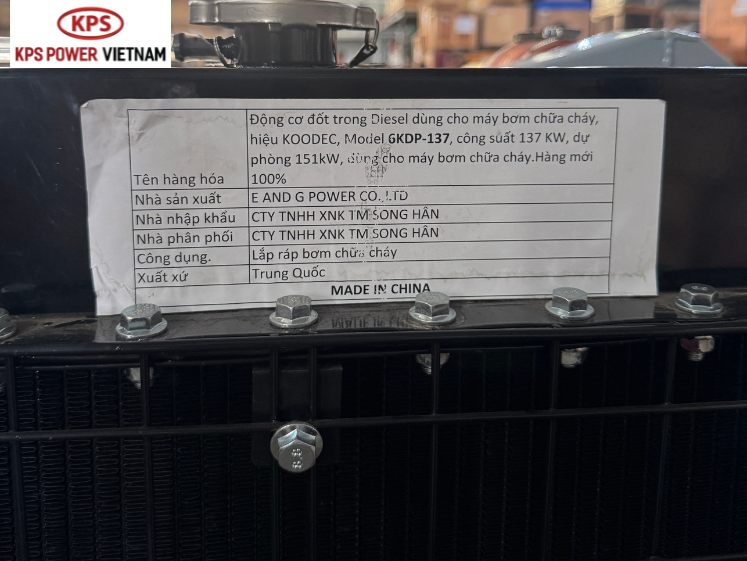 KPS
KPS POWER VIETNAM
Tên hàng hóa
Động cơ đốt trong Diesel dùng cho máy bơm chữa cháy,
hiệu KOODEC, Model 6KDP-137, công suất 137 KW, dự
phòng 151kW, dùng cho máy bơm chữa cháy.Hàng mới
100%
Nhà sản xuất E AND G POWER CO.,LTD
Nhà nhập khẩu CTY TNHH XNK TM SONG HÂN
Nhà phân phối CTY TNHH XNK TM SONG HÂN
Công dụng. Lắp ráp bơm chữa cháy
Xuất xứ Trung Quốc
MADE IN CHINA
8
8